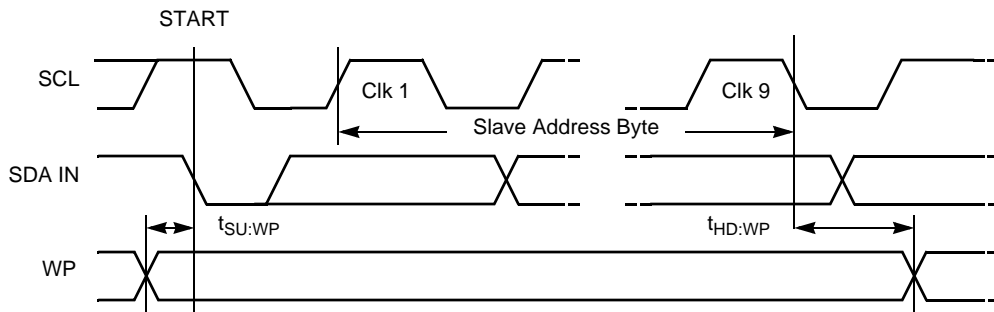 START
SCL
Clk 1
Clk 9
Slave Address Byte
SDA IN
tSU:WP
tHD:WP
WP